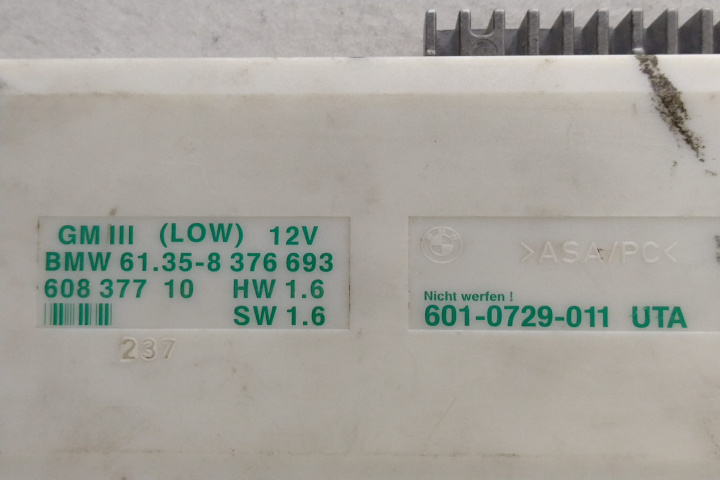 GM III (LOW) 12V
BMW 61.35-8 376 693
608 377 10 HW 1.6
SW 1.6
237
>ASA/PC<
Nicht werfen !
601-0729-011 UTA